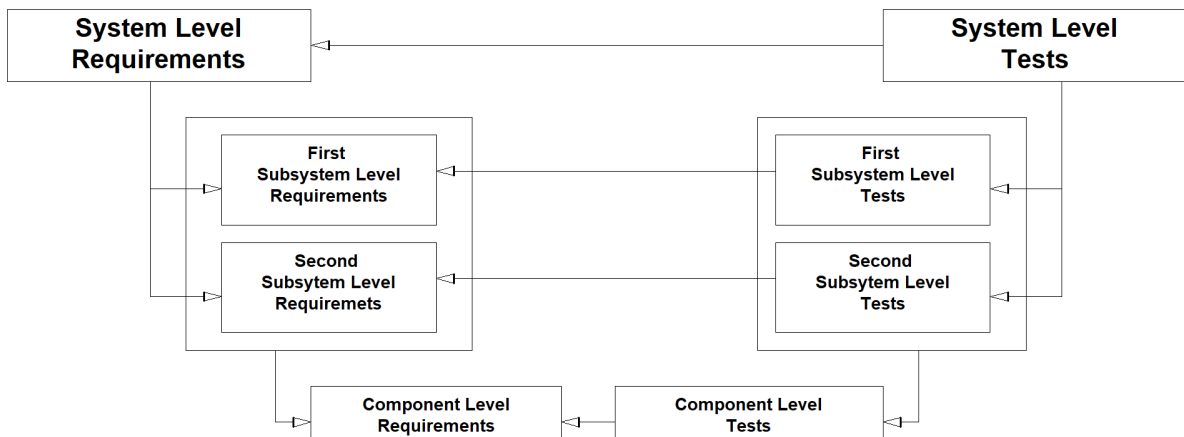 System Level
Requirements
System Level
Tests
First
Subsystem Level
Requirements
First
Subsystem Level
Tests
Second
Subsytem Level
Requiremets
Second
Subsytem Level
Tests
Component Level
Requirements
Component Level
Tests